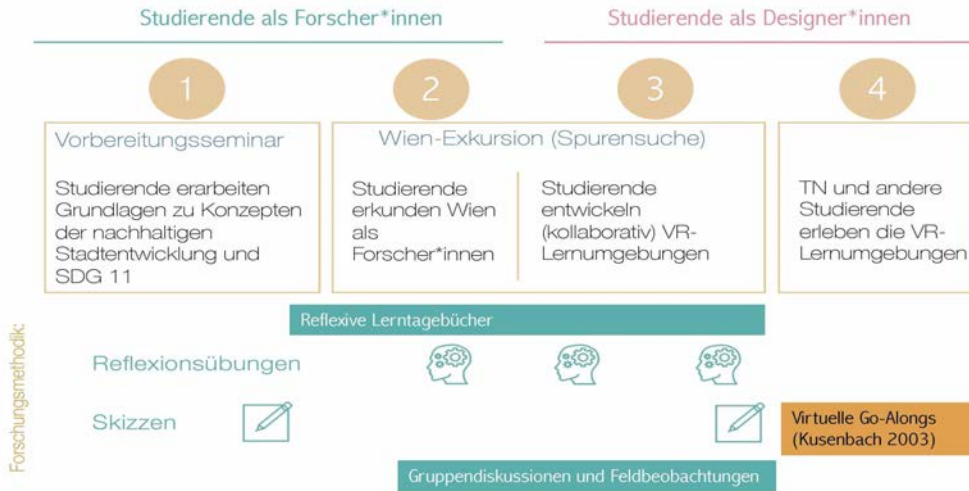 Studierende als Forscher*innen
Studierende als Designer*innen
1
2
3
4
Vorbereitungsseminar
Studierende erarbeiten
Grundlagen zu Konzepten
der nachhaltigen
Stadtentwicklung und
SDG 11
Wien-Exkursion (Spurensuche)
Studierende
erkunden Wien
als
Forscher*innen
Studierende
entwickeln
(kollaborativ) VR-
Lernumgebungen
TN und andere
Studierende
erleben die VR-
Lernumgebungen
Forschungsmethodik:
Reflexive Lerntagebücher
Reflexionsübungen
Skizzen
Virtuelle Go-Alongs
(Kusenbach 2003)
Gruppendiskussionen und Feldbeobachtungen